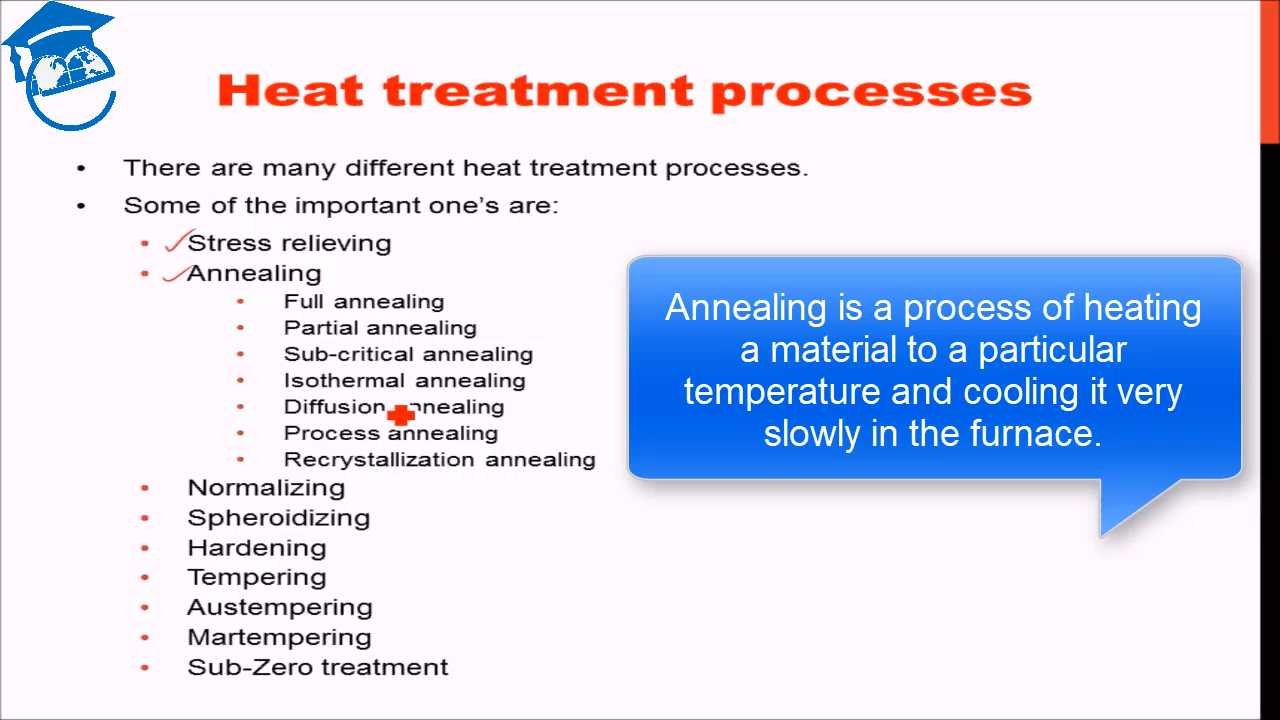 Heat treatment processes
• There are many different heat treatment processes.
• Some of the important one's are:
• Stress relieving
• Annealing
• Full annealing
• Partial annealing
• Sub-critical annealing
• Isothermal annealing
• Diffusion annealing
• Process annealing
• Recrystallization annealing
• Normalizing
• Spheroidizing
• Hardening
• Tempering
• Austempering
• Martempering
• Sub-Zero treatment
Annealing is a process of heating
a material to a particular
temperature and cooling it very
slowly in the furnace.